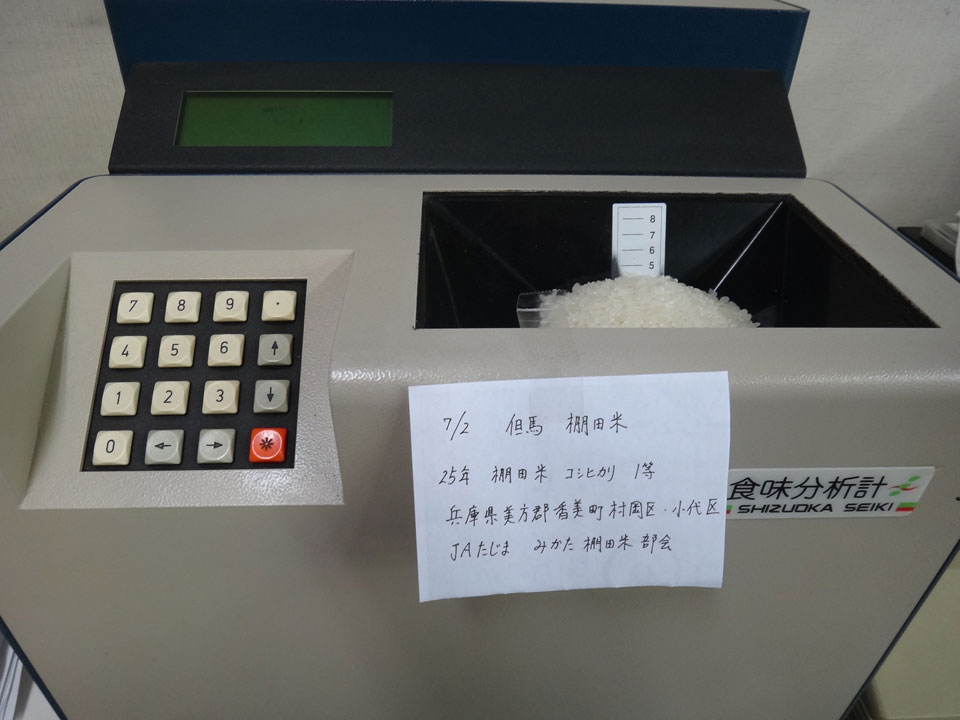 8
7
6
5
7 8 9 .
4 5 6 ↑
1 2 3 ↓
0 ← → *
7/2 但馬 棚田米
25年 棚田米 コシヒカリ 1等
兵庫県美方郡香美町村岡区・小代区
JAたじま みかた棚田米部会
食味分析計
SHIZUOKA SEIKI